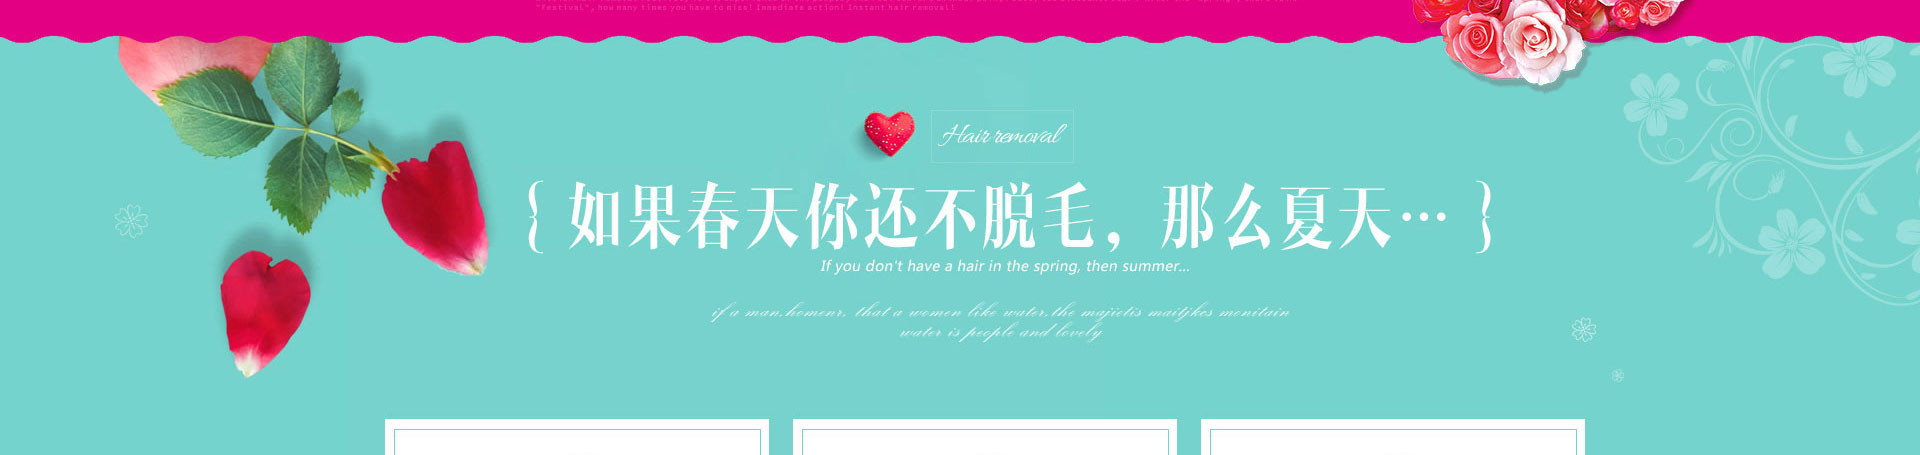 "Festival", how many times you have to miss! Immediate action! Instant hair removal!
Hair removal
{ 如果春天你还不脱毛，那么夏天… }
If you don't have a hair in the spring, then summer...
if a man,homenr, that a women like water,the majietis maitjkes monitain
water is people and lovely